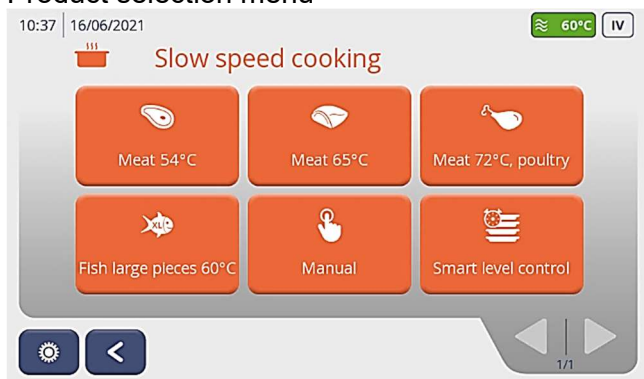 Product selection menu
10:37 16/06/2021 60°C IV
Slow speed cooking
Meat 54°C Meat 65°C Meat 72°C, poultry
XL
Fish large pieces 60°C Manual Smart level control
1/1